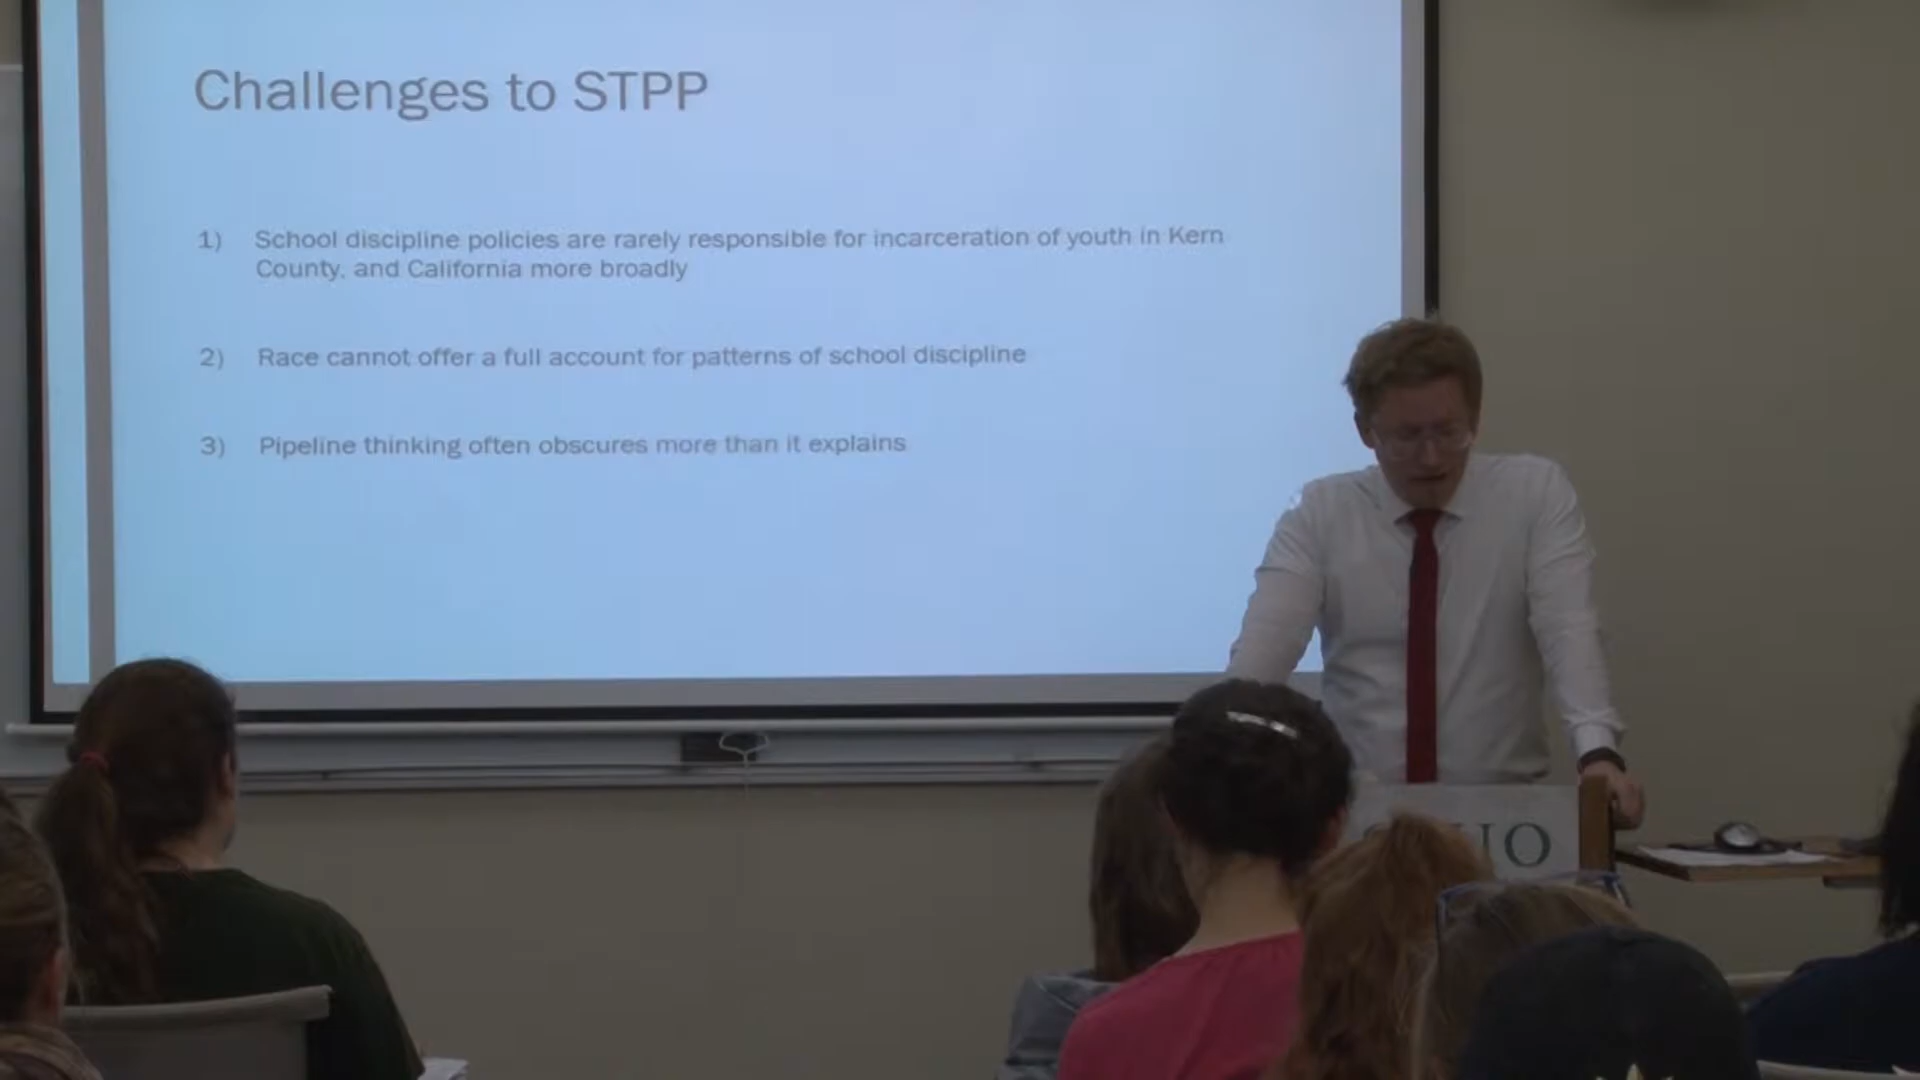 Challenges to STPP
1) School discipline policies are rarely responsible for incarceration of youth in Kern
County, and California more broadly
2) Race cannot offer a full account for patterns of school discipline
3) Pipeline thinking often obscures more than it explains